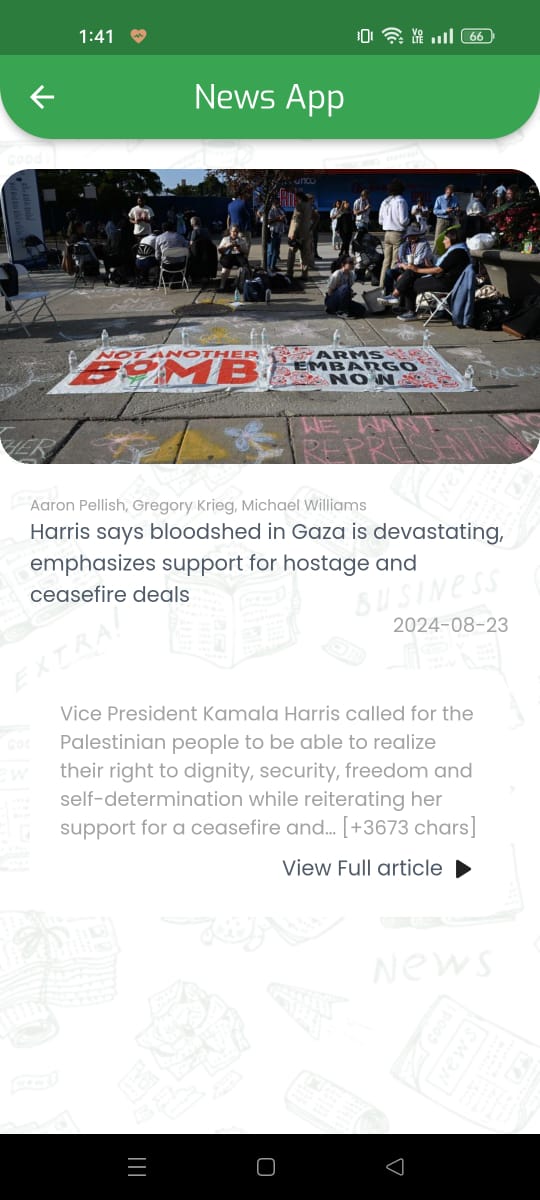 1:41
Vo
LTE
66
News App
NOT ANOTHER
BOMB
ARMS
EMBARGO
NOW
WE WANT
Aaron Pellish, Gregory Krieg, Michael Williams
Harris says bloodshed in Gaza is devastating,
emphasizes support for hostage and
ceasefire deals
BUSINESS
2024-08-23
EXTRA!
Vice President Kamala Harris called for the
Palestinian people to be able to realize
their right to dignity, security, freedom and
self-determination while reiterating her
support for a ceasefire and... [+3673 chars]
View Full article
NEWS